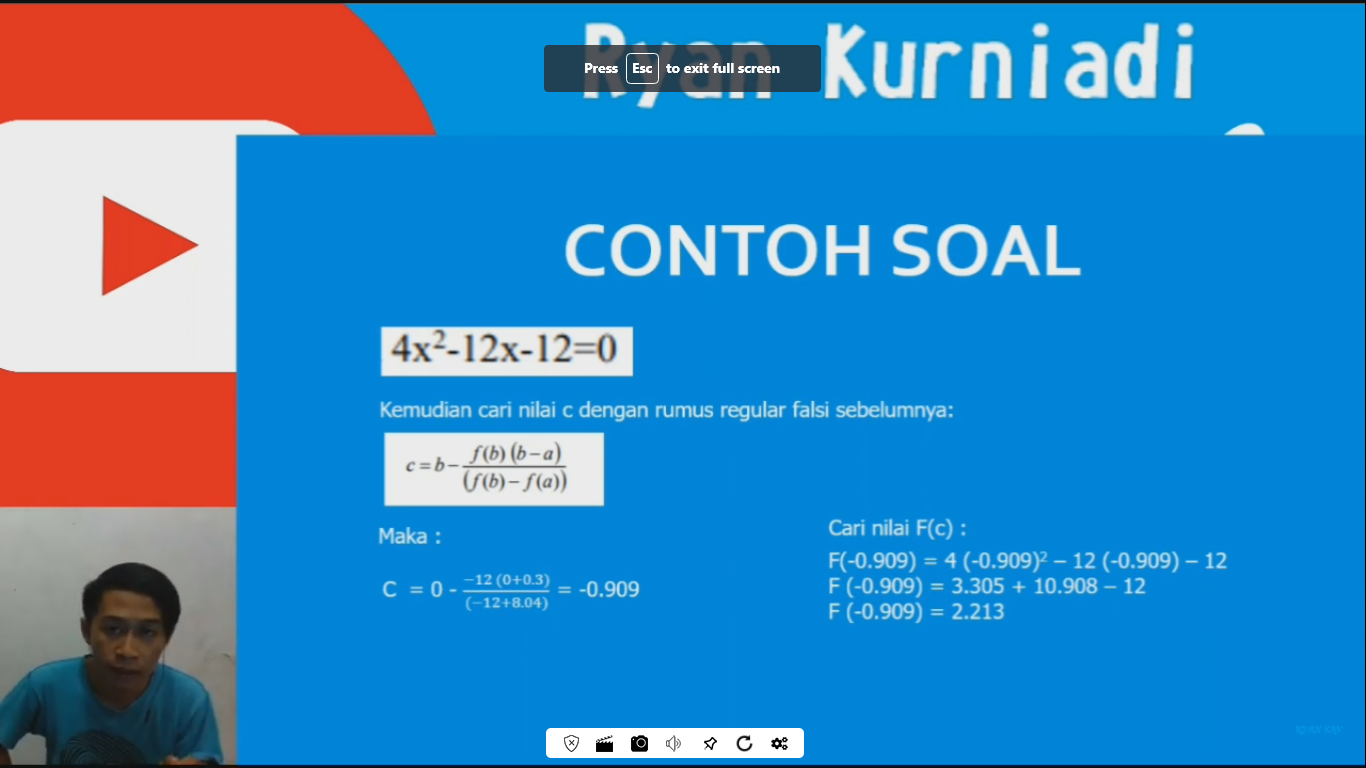 Ryan Kurniadi
Press Esc to exit full screen
CONTOH SOAL
4x²-12x-12=0
Kemudian cari nilai c dengan rumus regular falsi sebelumnya:
c=b-\frac{f(b)(b-a)}{(f(b)-f(a))}
Maka :
C = 0 - \frac{-12 (0+0.3)}{(-12+8.04)} = -0.909
Cari nilai F(c) :
F(-0.909) = 4 (-0.909)² – 12 (-0.909) – 12
F (-0.909) = 3.305 + 10.908 – 12
F (-0.909) = 2.213